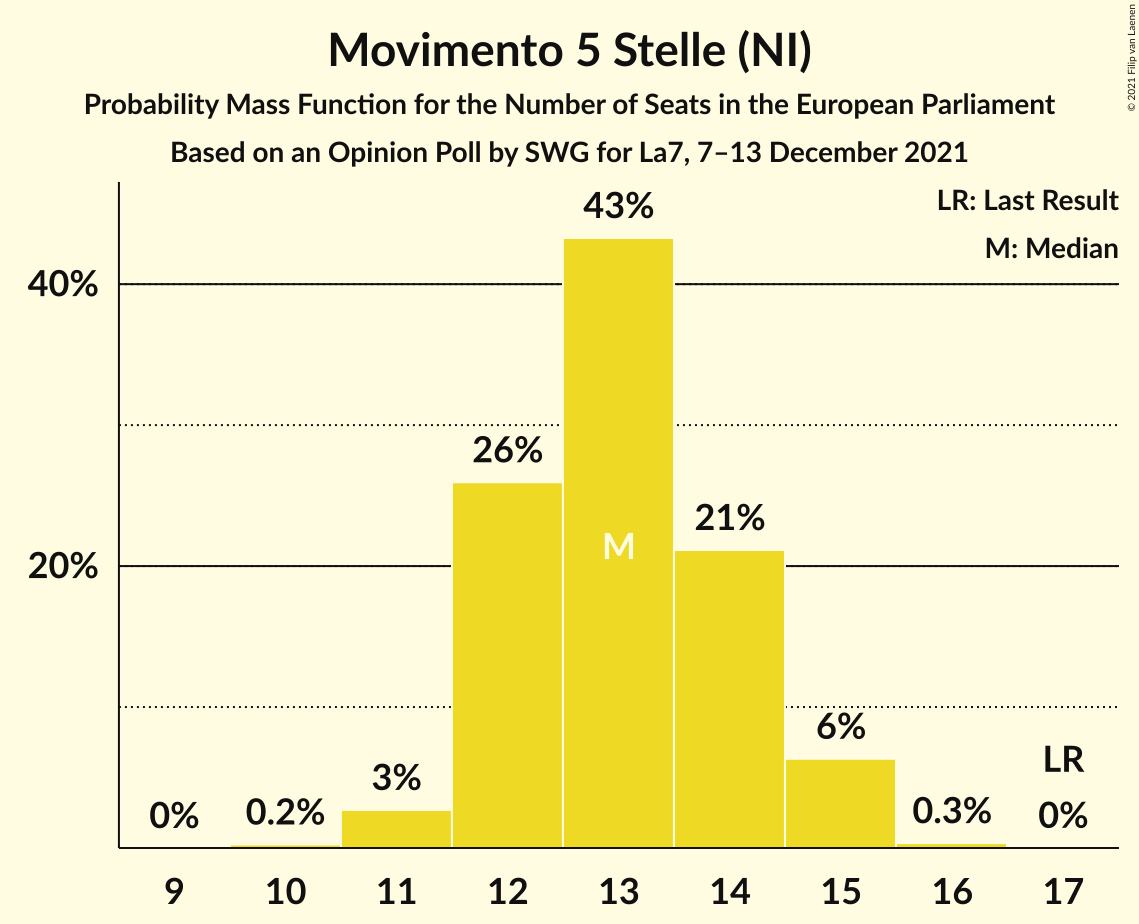 Movimento 5 Stelle (NI)
Probability Mass Function for the Number of Seats in the European Parliament
Based on an Opinion Poll by SWG for La7, 7–13 December 2021
© 2021 Filip van Laenen
LR: Last Result
M: Median
40%
20%
0%
0.2%
3%
26%
43%
M
21%
6%
0.3%
LR
0%
9 10 11 12 13 14 15 16 17